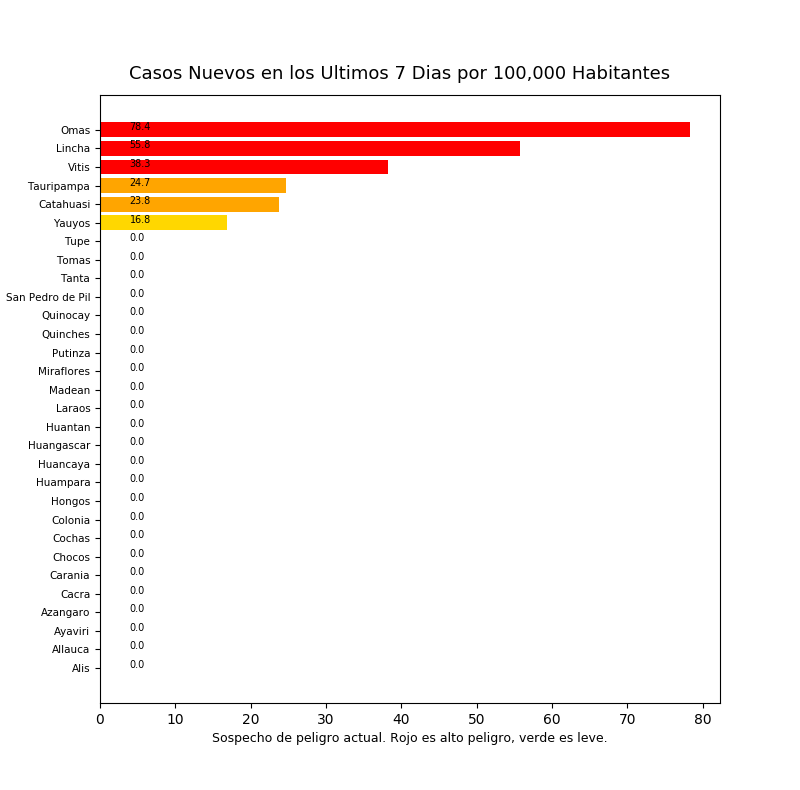 Casos Nuevos en los Ultimos 7 Dias por 100,000 Habitantes
Omas 78.4
Lincha 55.8
Vitis 38.3
Tauripampa 24.7
Catahuasi 23.8
Yauyos 16.8
Tupe 0.0
Tomas 0.0
Tanta 0.0
San Pedro de Pil 0.0
Quinocay 0.0
Quinches 0.0
Putinza 0.0
Miraflores 0.0
Madean 0.0
Laraos 0.0
Huantan 0.0
Huangascar 0.0
Huancaya 0.0
Huampara 0.0
Hongos 0.0
Colonia 0.0
Cochas 0.0
Chocos 0.0
Carania 0.0
Cacra 0.0
Azangaro 0.0
Ayaviri 0.0
Allauca 0.0
Alis 0.0
0 10 20 30 40 50 60 70 80
Sospecho de peligro actual. Rojo es alto peligro, verde es leve.